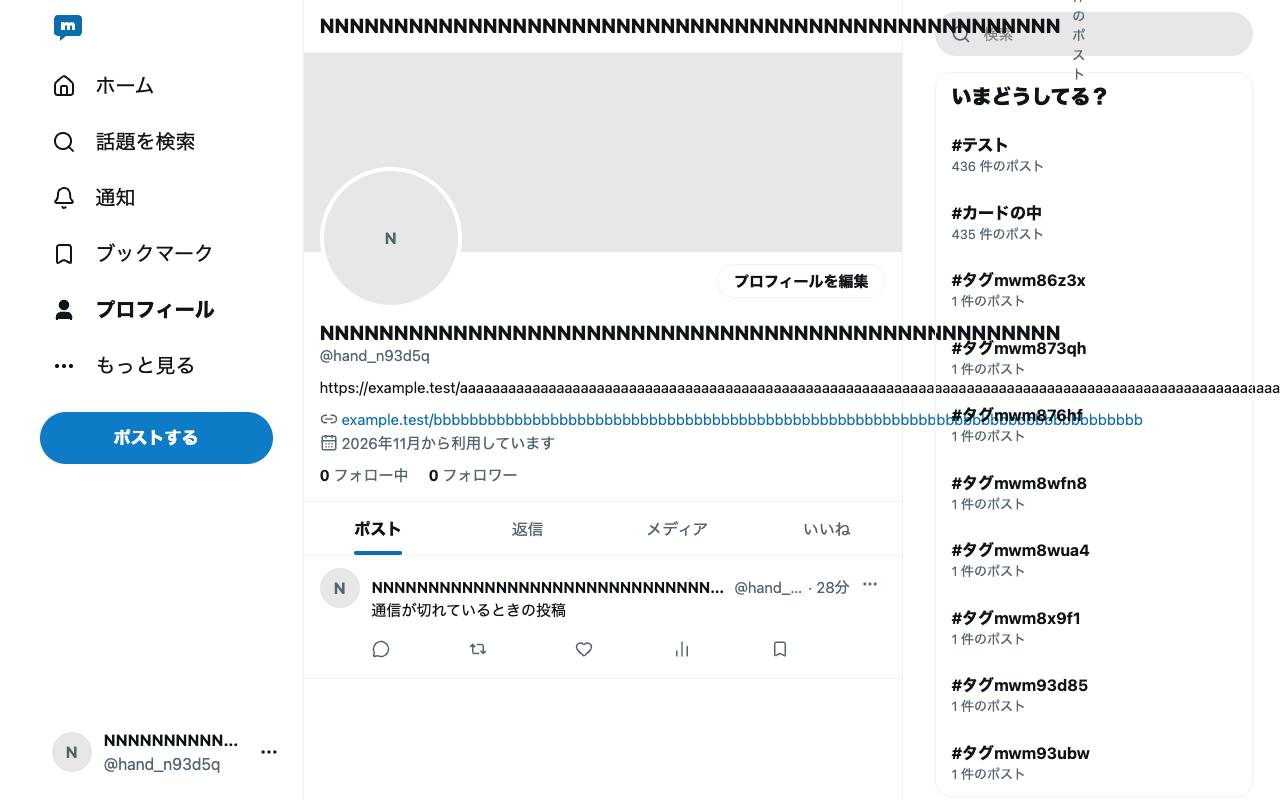 m
ホーム
話題を検索
通知
ブックマーク
プロフィール
もっと見る
ポストする
N
NNNNNNNNNN...
@hand_n93d5q
NNNNNNNNNNNNNNNNNNNNNNNNNNNNNNNNNNNNNNNNNNNNNNNNNN
件のポスト
N
プロフィールを編集
NNNNNNNNNNNNNNNNNNNNNNNNNNNNNNNNNNNNNNNNNNNNNNNNNN
@hand_n93d5q
2026年11月から利用しています
0 フォロー中 0 フォロワー
ポスト 返信 メディア いいね
N
@hand_... · 28分
通信が切れているときの投稿
検索
いまどうしてる？
#テスト
436 件のポスト
#カードの中
435 件のポスト
#タグmwm86z3x
1 件のポスト
#タグmwm873qh
1 件のポスト
#タグmwm876hf
1 件のポスト
#タグmwm8wfn8
1 件のポスト
#タグmwm8wua4
1 件のポスト
#タグmwm8x9f1
1 件のポスト
#タグmwm93d85
1 件のポスト
#タグmwm93ubw
1 件のポスト